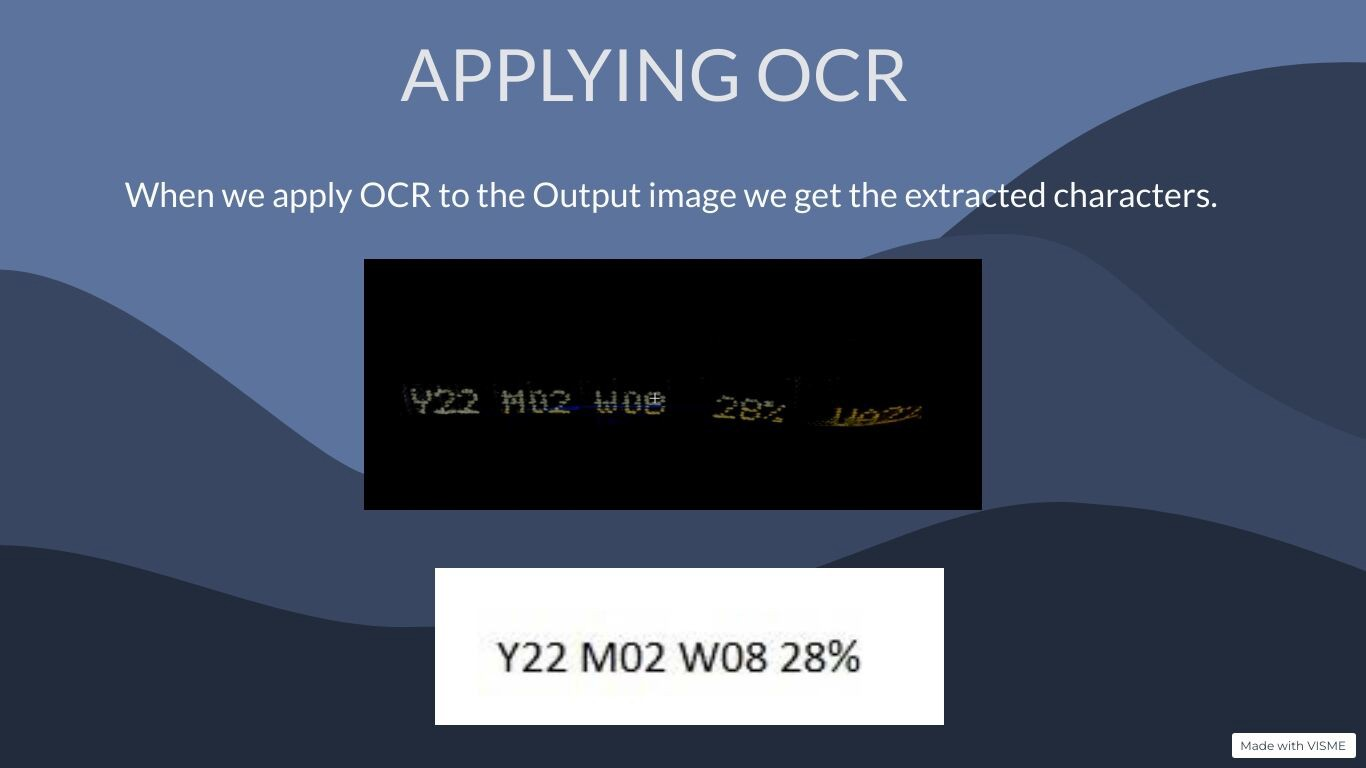 APPLYING OCR
When we apply OCR to the Output image we get the extracted characters.
Y22 M02 W08 28%
Y22 M02 W08 28%
Made with VISME